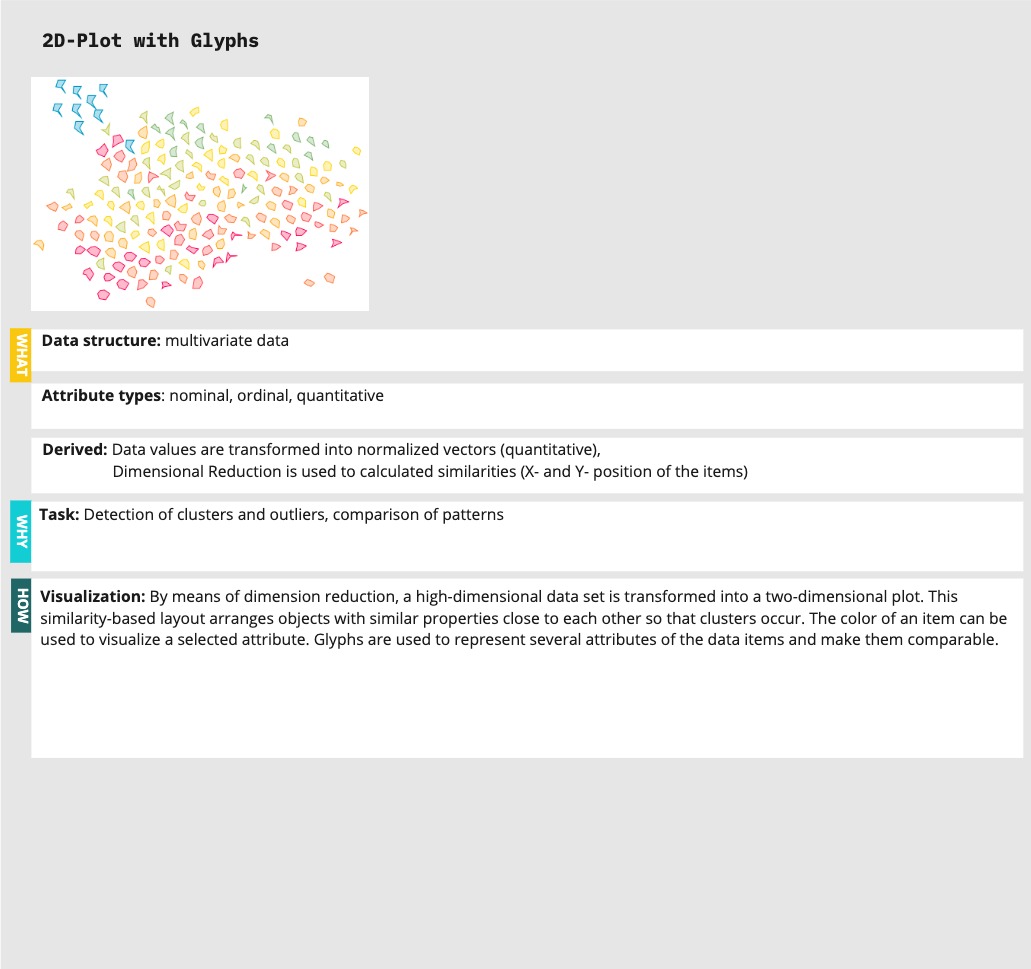 2D-Plot with Glyphs
WHAT
Data structure: multivariate data
Attribute types: nominal, ordinal, quantitative
Derived: Data values are transformed into normalized vectors (quantitative),
Dimensional Reduction is used to calculated similarities (X- and Y- position of the items)
WHY
Task: Detection of clusters and outliers, comparison of patterns
HOW
Visualization: By means of dimension reduction, a high-dimensional data set is transformed into a two-dimensional plot. This
similarity-based layout arranges objects with similar properties close to each other so that clusters occur. The color of an item can be
used to visualize a selected attribute. Glyphs are used to represent several attributes of the data items and make them comparable.